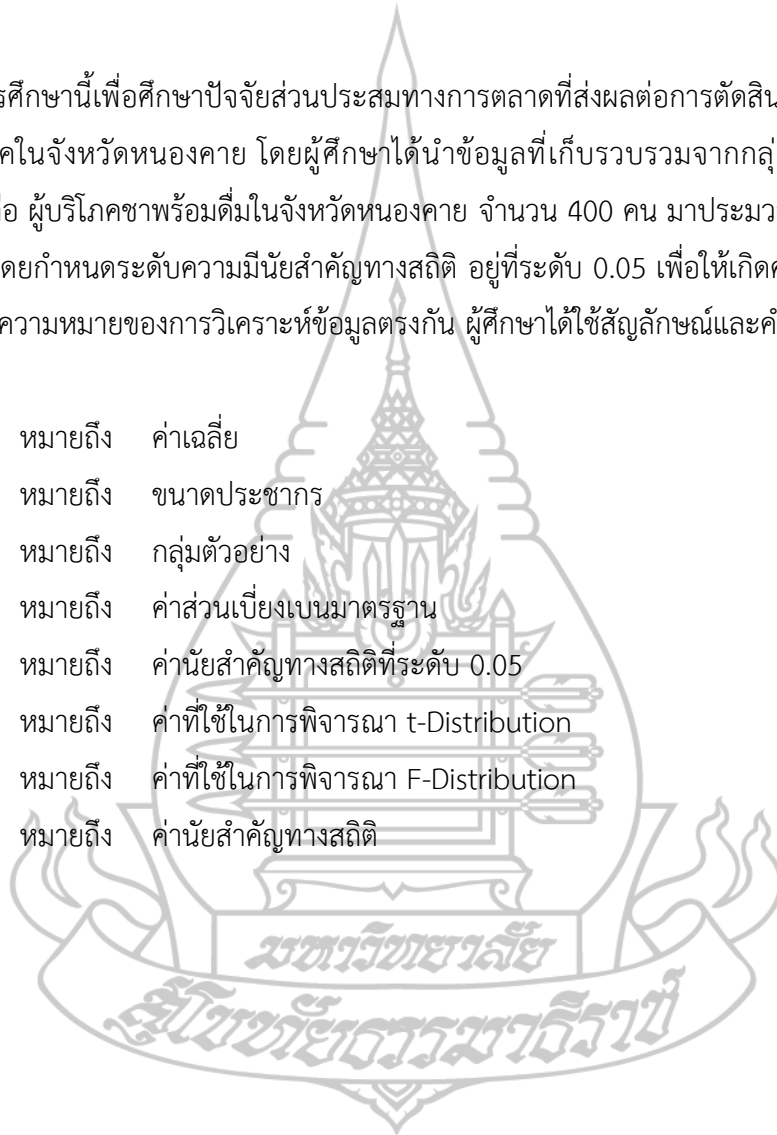 รศึกษานี้เพื่อศึกษาปัจจัยส่วนประสมทางการตลาดที่ส่งผลต่อการตัดสิน
คในจังหวัดหนองคาย โดยผู้ศึกษาได้นำข้อมูลที่เก็บรวบรวมจากกลุ่
อ ผู้บริโภคชาพร้อมดื่มในจังหวัดหนองคาย จำนวน 400 คน มาประมว
ดยกำหนดระดับความมีนัยสำคัญทางสถิติ อยู่ที่ระดับ 0.05 เพื่อให้เกิดค
ความหมายของการวิเคราะห์ข้อมูลตรงกัน ผู้ศึกษาได้ใช้สัญลักษณ์และคำ
หมายถึง ค่าเฉลี่ย
หมายถึง ขนาดประชากร
หมายถึง กลุ่มตัวอย่าง
หมายถึง ค่าส่วนเบี่ยงเบนมาตรฐาน
หมายถึง ค่านัยสำคัญทางสถิติที่ระดับ 0.05
หมายถึง ค่าที่ใช้ในการพิจารณา t-Distribution
หมายถึง ค่าที่ใช้ในการพิจารณา F-Distribution
หมายถึง ค่านัยสำคัญทางสถิติ
มหาวิทยาลัย
สุโขทัยธรรมาธิราช